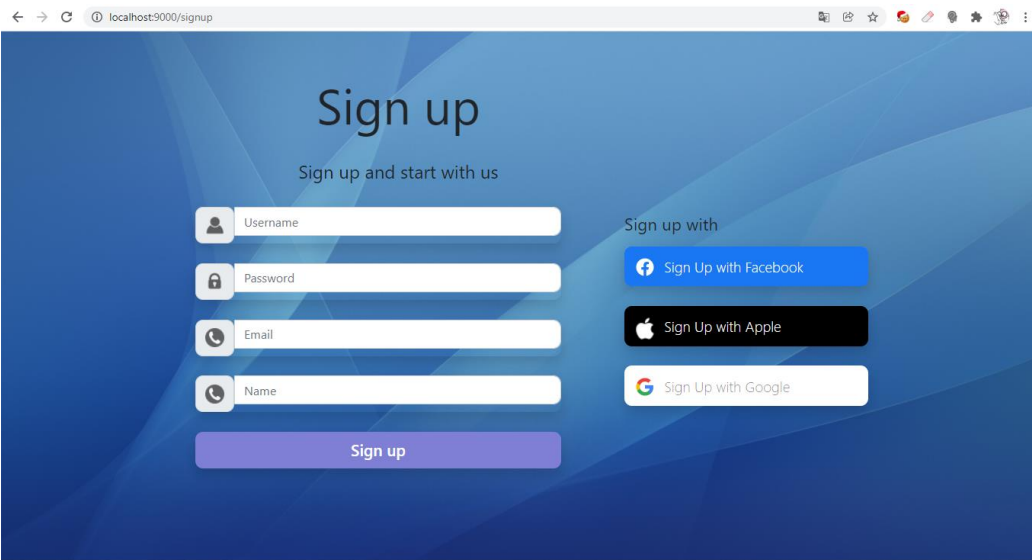 localhost:9000/signup
Sign up
Sign up and start with us
Username
Password
Email
Name
Sign up
Sign up with
Sign Up with Facebook
Sign Up with Apple
Sign Up with Google